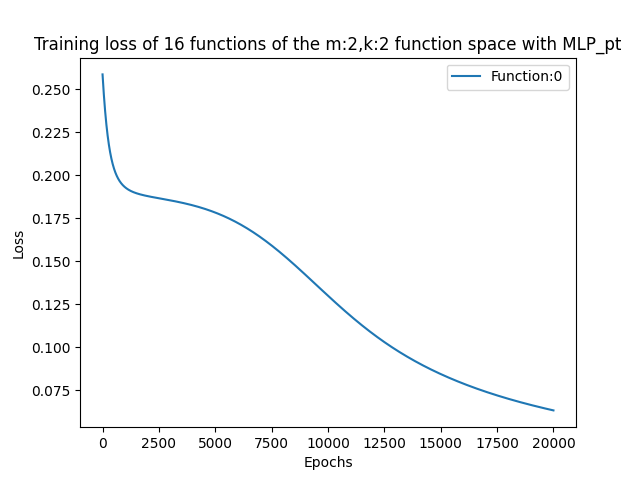 Training loss of 16 functions of the m:2,k:2 function space with MLP_pt
Function:0
Loss
0.250
0.225
0.200
0.175
0.150
0.125
0.100
0.075
0 2500 5000 7500 10000 12500 15000 17500 20000
Epochs